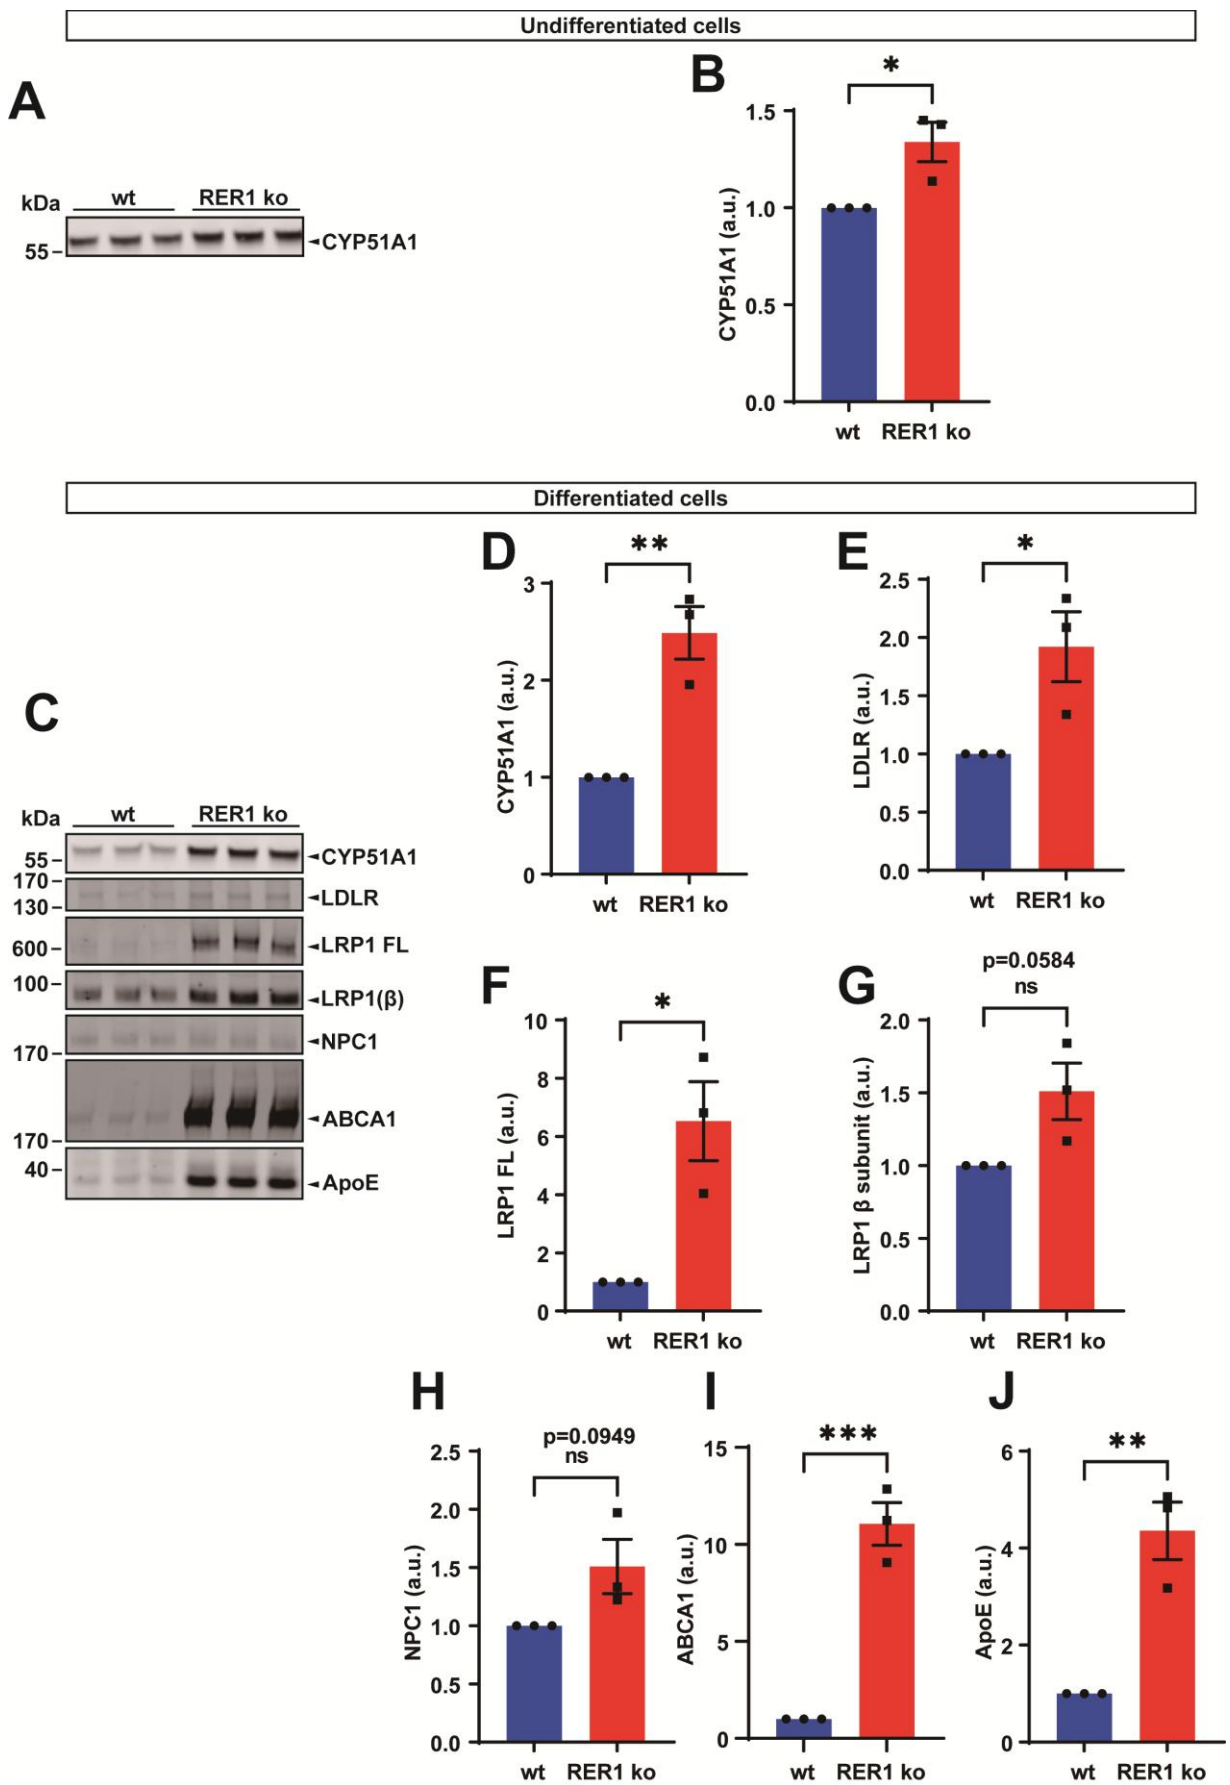 Undifferentiated cells
A
kDa
wt
RER1 ko
55
CYP51A1
B
*
CYP51A1 (a.u.)
1.5
1.0
0.5
0.0
wt
RER1 ko
Differentiated cells
C
kDa
wt
RER1 ko
55
CYP51A1
170
130
LDLR
600
LRP1 FL
100
LRP1(β)
170
NPC1
170
ABCA1
40
ApoE
D
**
CYP51A1 (a.u.)
3
2
1
0
wt
RER1 ko
E
*
LDLR (a.u.)
2.5
2.0
1.5
1.0
0.5
0.0
wt
RER1 ko
F
*
LRP1 FL (a.u.)
10
8
6
4
2
0
wt
RER1 ko
G
p=0.0584
ns
LRP1 β subunit (a.u.)
2.0
1.5
1.0
0.5
0.0
wt
RER1 ko
H
p=0.0949
ns
NPC1 (a.u.)
2.5
2.0
1.5
1.0
0.5
0.0
wt
RER1 ko
I
***
ABCA1 (a.u.)
15
10
5
0
wt
RER1 ko
J
**
ApoE (a.u.)
6
4
2
0
wt
RER1 ko